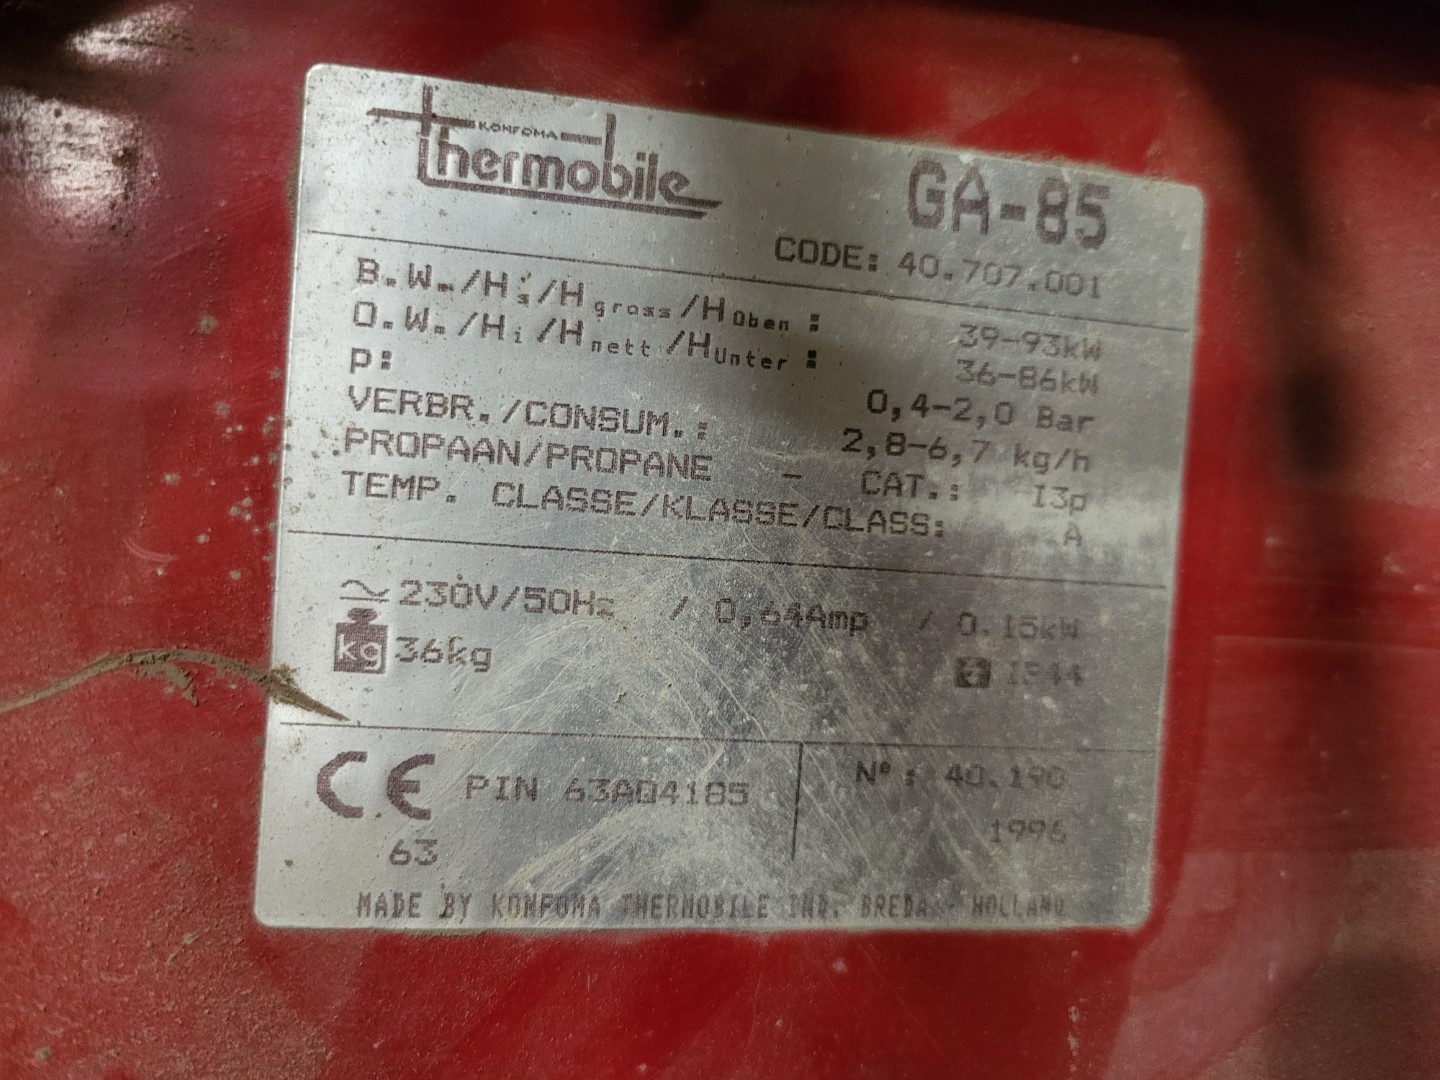 KONFOMA
thermobile
GA-85
CODE: 40.707.001
B.W./Hs/Hgross/HOben : 39-93kW
O.W./Hi/Hnett/HUnter : 36-86kW
p: 0,4-2,0 Bar
VERBR./CONSUM.: 2,8-6,7 kg/h
PROPAAN/PROPANE - CAT.: I3p
TEMP. CLASSE/KLASSE/CLASS: A
≃ 230V/50Hz / 0,64Amp / 0.15kW
kg 36kg
CE PIN 63AQ4185 Nº: 40.190
63 1996
MADE BY KONFOMA THERMOBILE IND. BREDA - HOLLAND